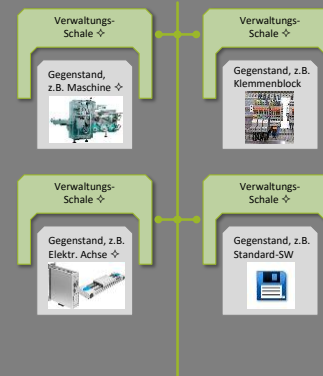 Verwaltungs-
Schale ✧
Gegenstand,
z.B. Maschine ✧
Verwaltungs-
Schale ✧
Gegenstand, z.B.
Klemmenblock
Verwaltungs-
Schale ✧
Gegenstand, z.B.
Elektr. Achse ✧
Verwaltungs-
Schale ✧
Gegenstand, z.B.
Standard-SW